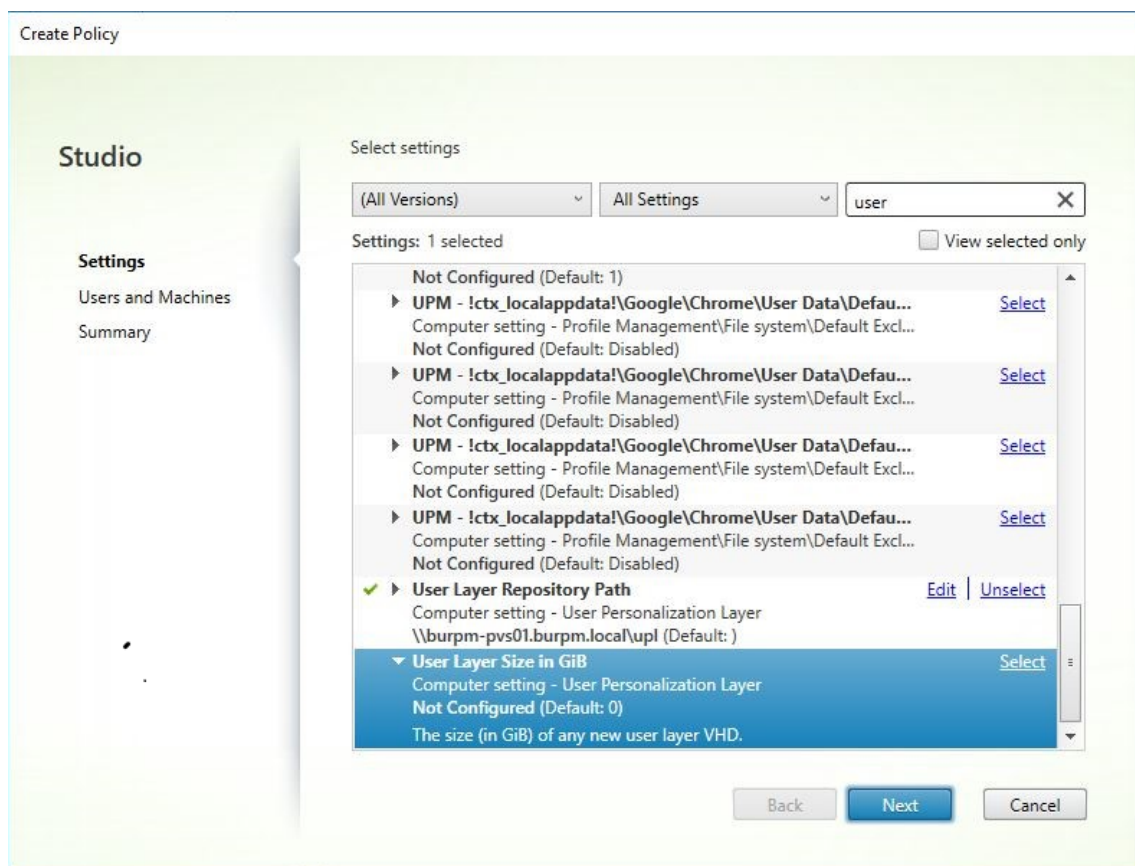 Create Policy
Studio
Settings
Users and Machines
Summary
Select settings
(All Versions) All Settings user
Settings: 1 selected View selected only
Not Configured (Default: 1)
UPM - !ctx_localappdata!\Google\Chrome\User Data\Defau... Select
Computer setting - Profile Management\File system\Default Excl...
Not Configured (Default: Disabled)
UPM - !ctx_localappdata!\Google\Chrome\User Data\Defau... Select
Computer setting - Profile Management\File system\Default Excl...
Not Configured (Default: Disabled)
UPM - !ctx_localappdata!\Google\Chrome\User Data\Defau... Select
Computer setting - Profile Management\File system\Default Excl...
Not Configured (Default: Disabled)
UPM - !ctx_localappdata!\Google\Chrome\User Data\Defau... Select
Computer setting - Profile Management\File system\Default Excl...
Not Configured (Default: Disabled)
User Layer Repository Path Edit | Unselect
Computer setting - User Personalization Layer
\\burpm-pvs01.burpm.local\upl (Default: )
User Layer Size in GiB Select
Computer setting - User Personalization Layer
Not Configured (Default: 0)
The size (in GiB) of any new user layer VHD.
Back Next Cancel